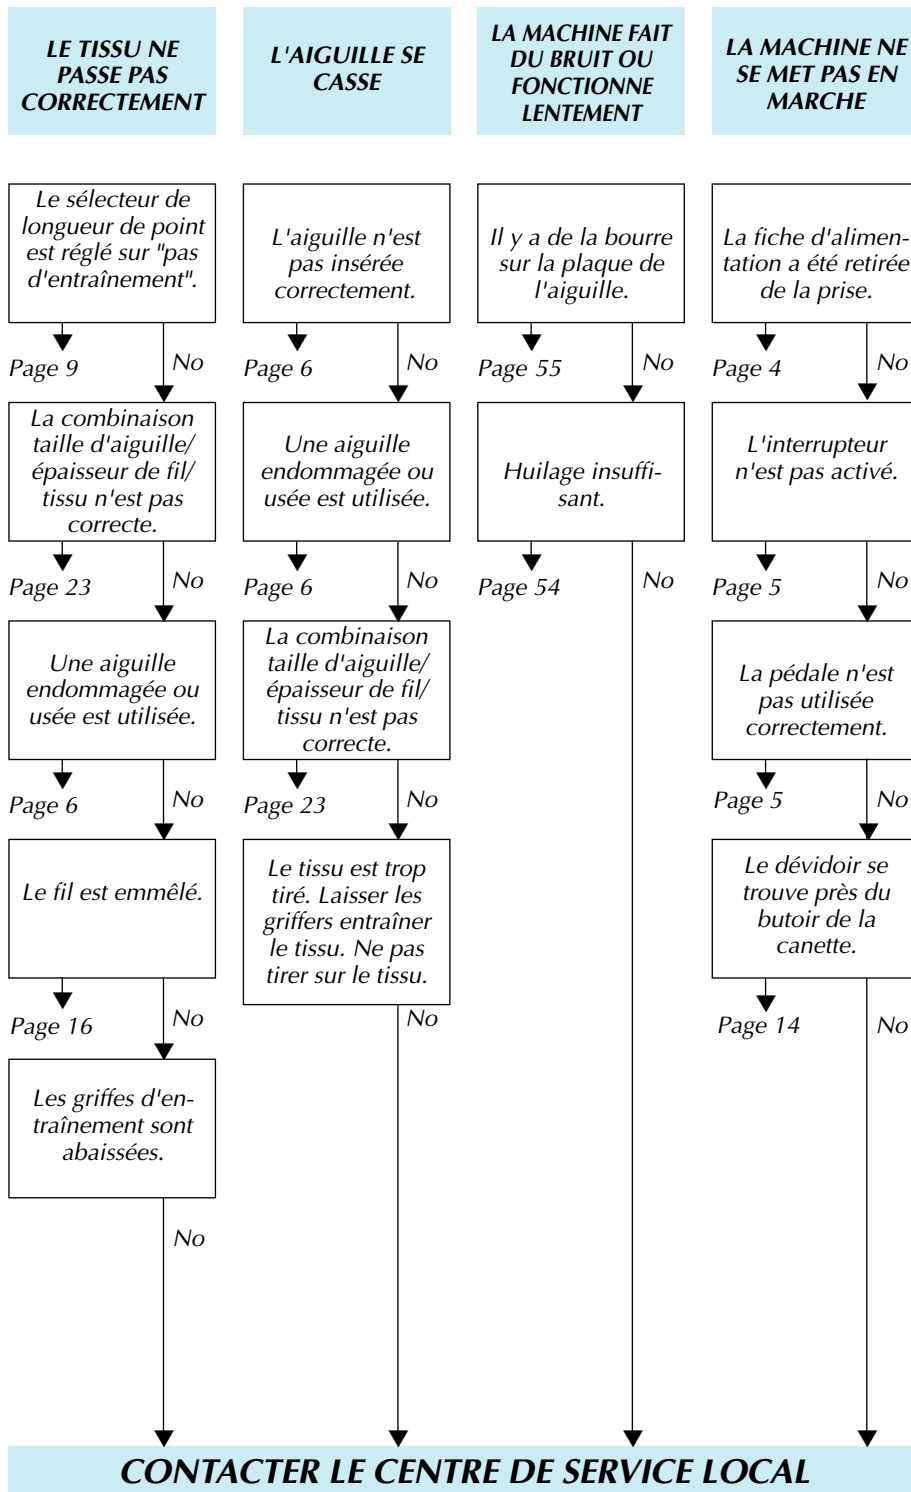 LE TISSU NE
PASSE PAS
CORRECTEMENT
Le sélecteur de
longueur de point
est réglé sur "pas
d'entraînement".
Page 9
No
La combinaison
taille d'aiguille/
épaisseur de fil/
tissu n'est pas
correcte.
Page 23
No
Une aiguille
endommagée ou
usée est utilisée.
Page 6
No
Le fil est emmêlé.
Page 16
No
Les griffes d'en-
traînement sont
abaissées.
No
L'AIGUILLE SE
CASSE
L'aiguille n'est
pas insérée
correctement.
Page 6
No
Une aiguille
endommagée ou
usée est utilisée.
Page 6
No
La combinaison
taille d'aiguille/
épaisseur de fil/
tissu n'est pas
correcte.
Page 23
No
Le tissu est trop
tiré. Laisser les
griffers entraîner
le tissu. Ne pas
tirer sur le tissu.
No
LA MACHINE FAIT
DU BRUIT OU
FONCTIONNE
LENTEMENT
Il y a de la bourre
sur la plaque de
l'aiguille.
Page 55
No
Huilage insuffi-
sant.
Page 54
No
LA MACHINE NE
SE MET PAS EN
MARCHE
La fiche d'alimen-
tation a été retirée
de la prise.
Page 4
No
L'interrupteur
n'est pas activé.
Page 5
No
La pédale n'est
pas utilisée
correctement.
Page 5
No
Le dévidoir se
trouve près du
butoir de la
canette.
Page 14
No
CONTACTER LE CENTRE DE SERVICE LOCAL